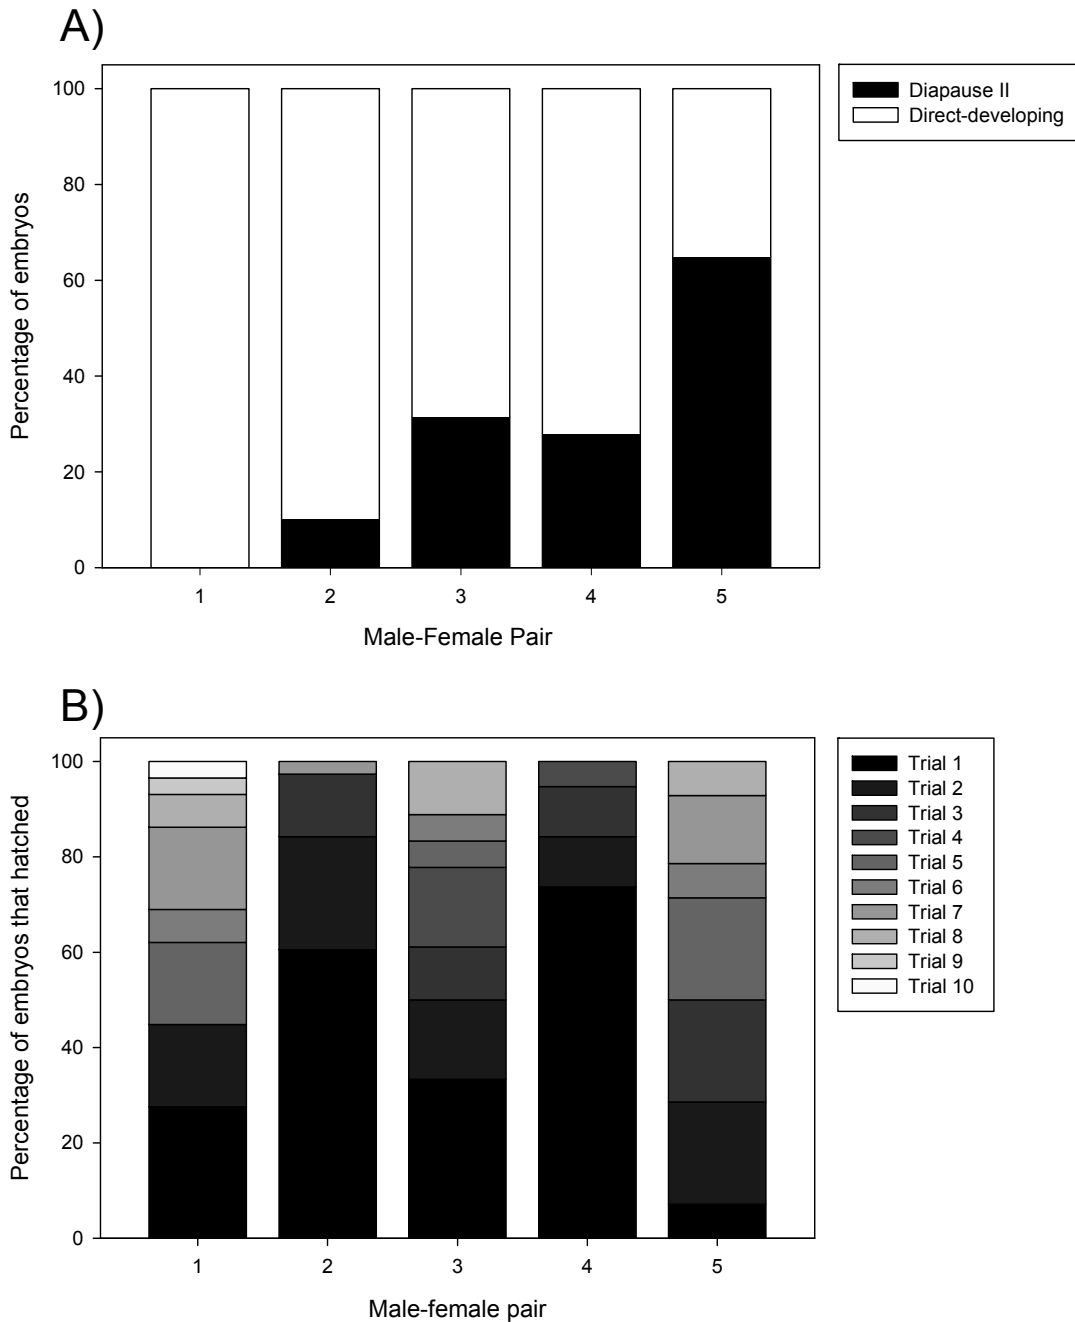 A)
100
80
60
40
20
0
Percentage of embryos
1 2 3 4 5
Male-Female Pair
Diapause II
Direct-developing
B)
100
80
60
40
20
0
Percentage of embryos that hatched
1 2 3 4 5
Male-female pair
Trial 1
Trial 2
Trial 3
Trial 4
Trial 5
Trial 6
Trial 7
Trial 8
Trial 9
Trial 10